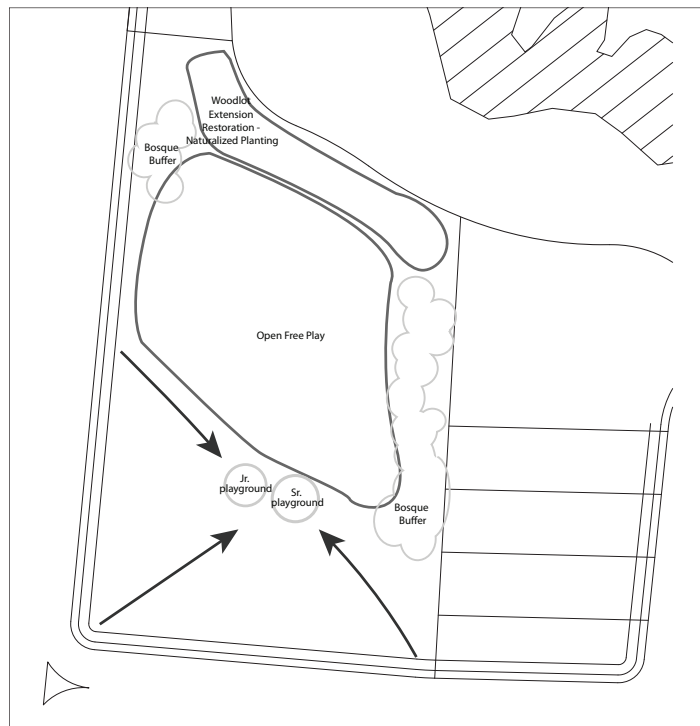 Woodlot
Extension
Restoration -
Naturalized Planting
Bosque
Buffer
Open Free Play
Jr.
playground
Sr.
playground
Bosque
Buffer